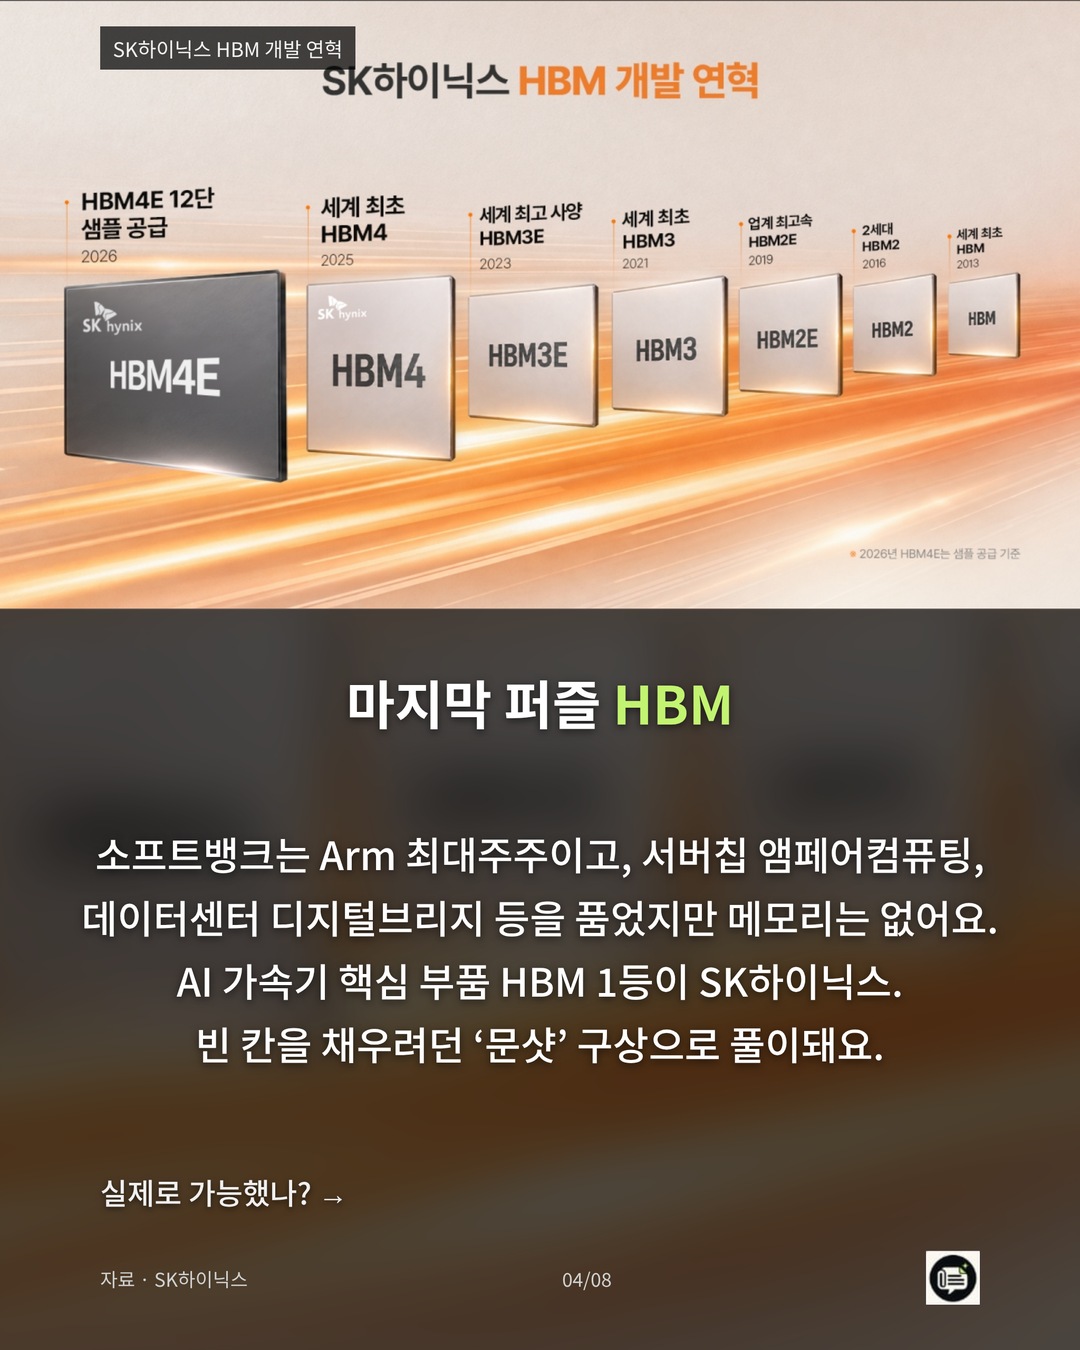 SK하이닉스 HBM 개발 연혁
SK하이닉스 HBM 개발 연혁
HBM4E 12단
샘플 공급
2026
세계 최초
HBM4
2025
세계 최고 사양
HBM3E
2023
세계 최초
HBM3
2021
업계 최고속
HBM2E
2019
2세대
HBM2
2016
세계 최초
HBM
2013
SK hynix
HBM4E
SK hynix
HBM4
HBM3E
HBM3
HBM2E
HBM2
HBM
2026년 HBM4E는 샘플 공급 기준
마지막 퍼즐 HBM
소프트뱅크는 Arm 최대주주이고, 서버칩 앰페어컴퓨팅,
데이터센터 디지털브리지 등을 품었지만 메모리는 없어요.
AI 가속기 핵심 부품 HBM 1등이 SK하이닉스.
빈 칸을 채우려던 ‘문샷’ 구상으로 풀이돼요.
실제로 가능했나? →
자료 · SK하이닉스
04/08